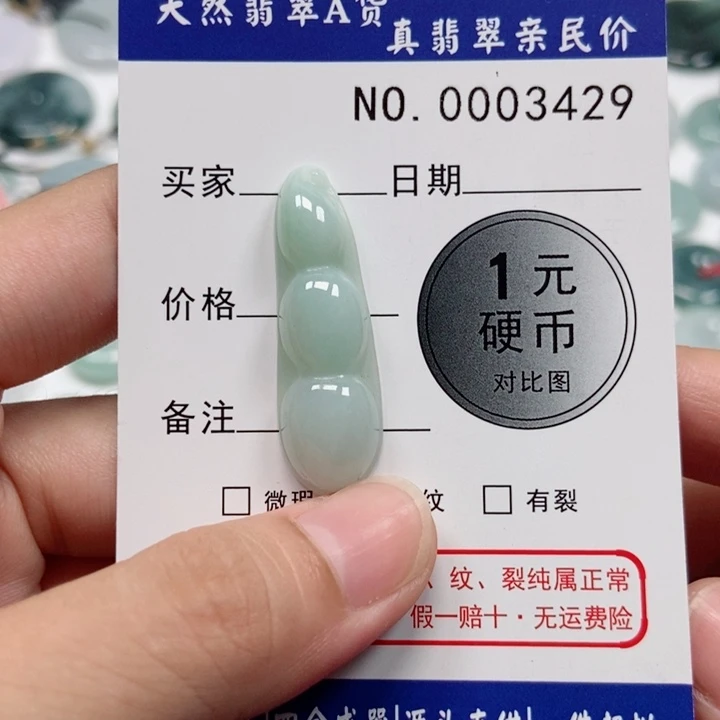 天然翡翠A货
真翡翠亲民价
NO. 0003429
买家 日期
价格
1元
硬币
对比图
备注
微瑕 纹 有裂
纹、裂纯属正常
假一赔十·无运费险